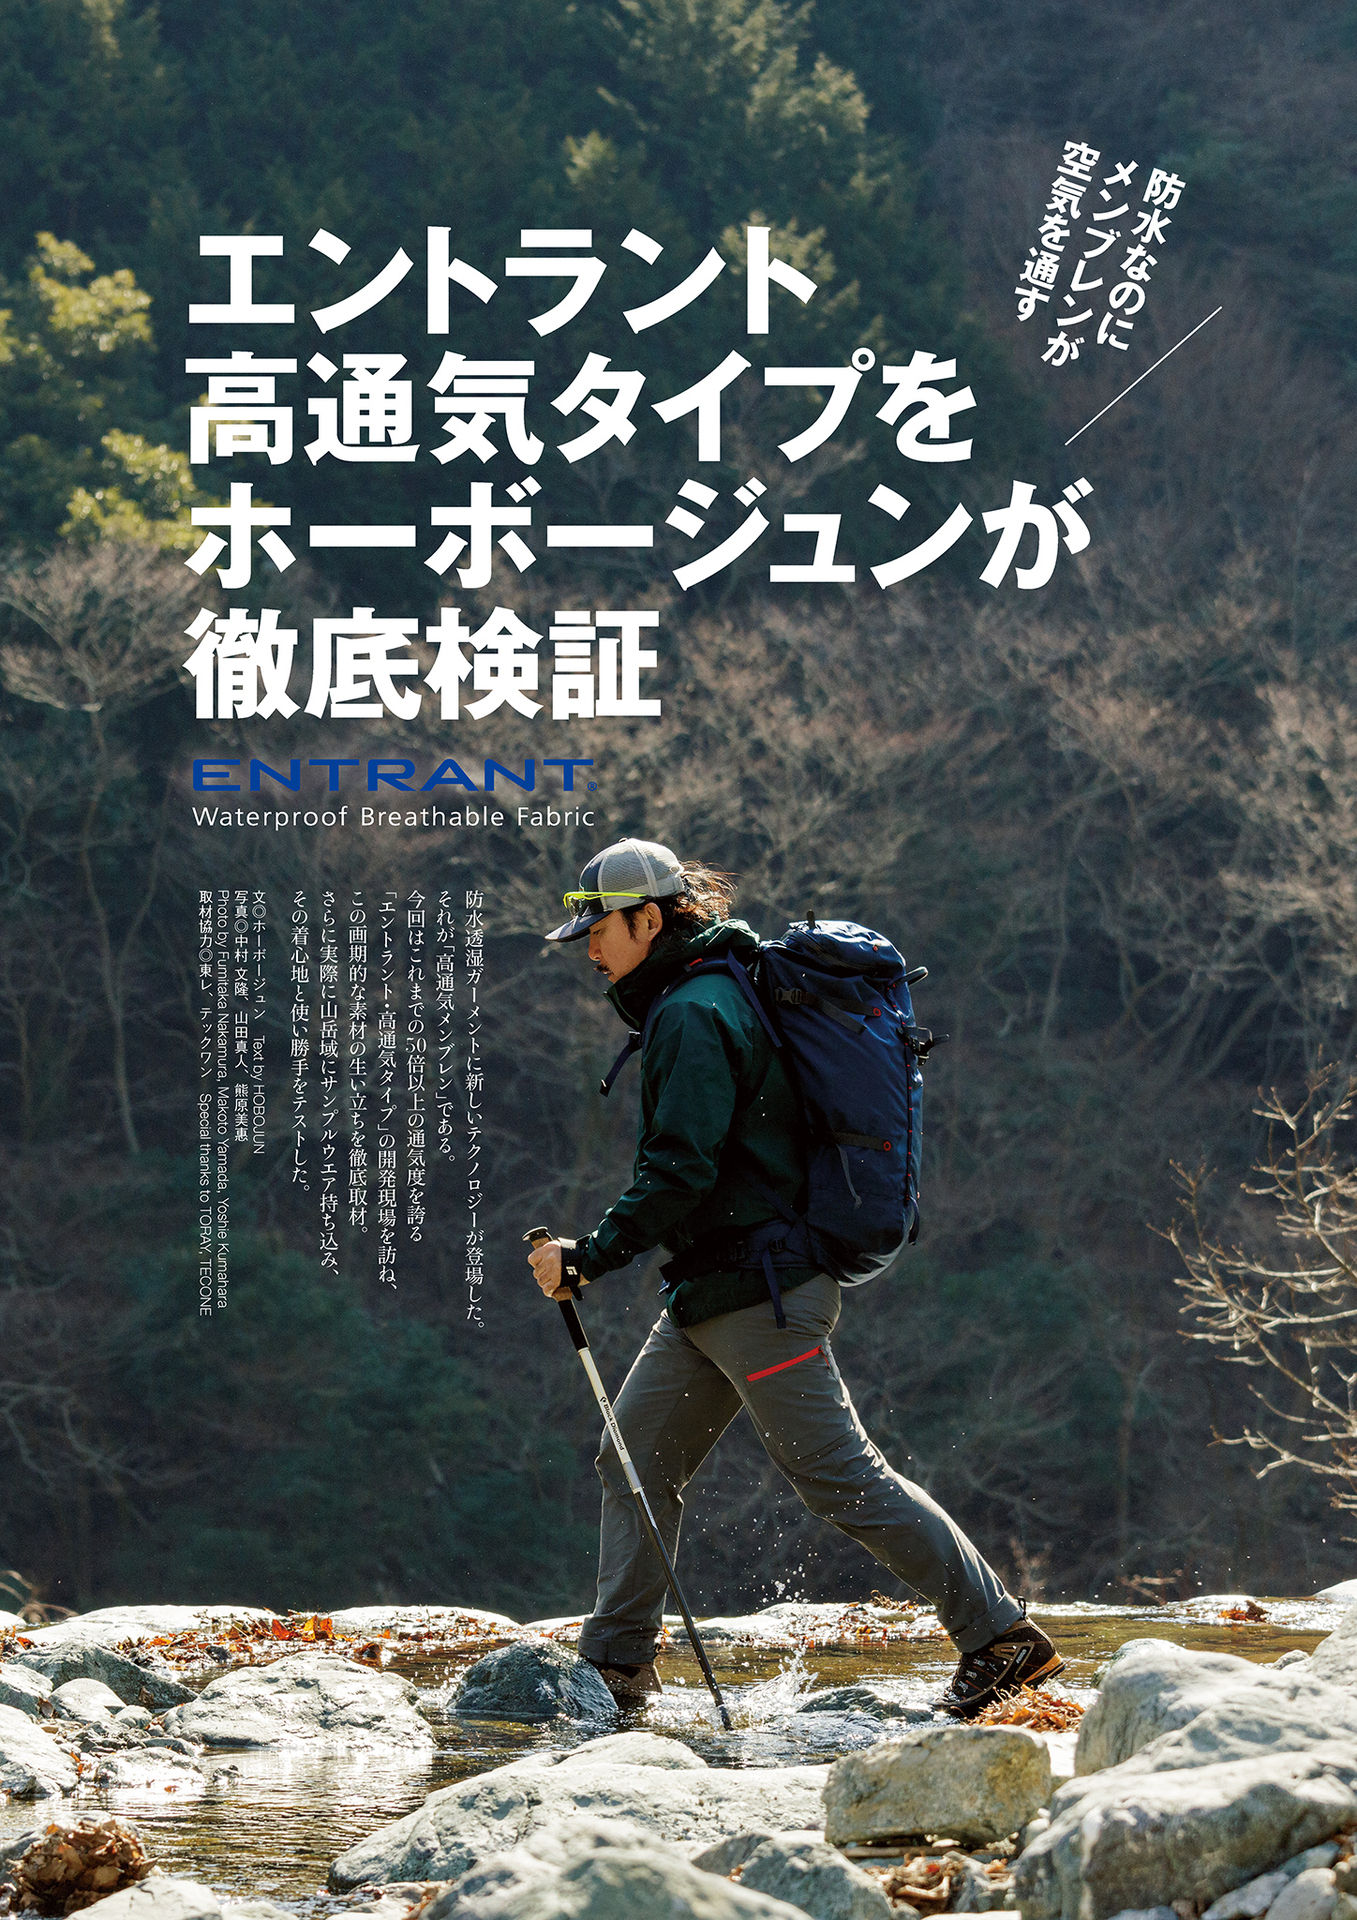 防水なのに
メンブレンが
空気を通す
エントラント
高通気タイプを
ホーボージュンが
徹底検証
ENTRANT®
Waterproof Breathable Fabric
防水透湿ガーメントに新しいテクノロジーが登場した。
それが「高通気メンブレン」である。
今回はこれまでの50倍以上の通気度を誇る
「エントラント・高通気タイプ」の開発現場を訪ね、
この画期的な素材の生い立ちを徹底取材。
さらに実際に山岳域にサンプルウエア持ち込み、
その着心地と使い勝手をテストした。
文◎ホーボージュン Text by HOBOJUN
写真◎中村 文隆、山田真人、熊原美惠
Photo by Fumitaka Nakamura, Makoto Yamada, Yoshie Kumahara
取材協力◎東レ、テックワン Special thanks to TORAY, TECONE
Black Diamond